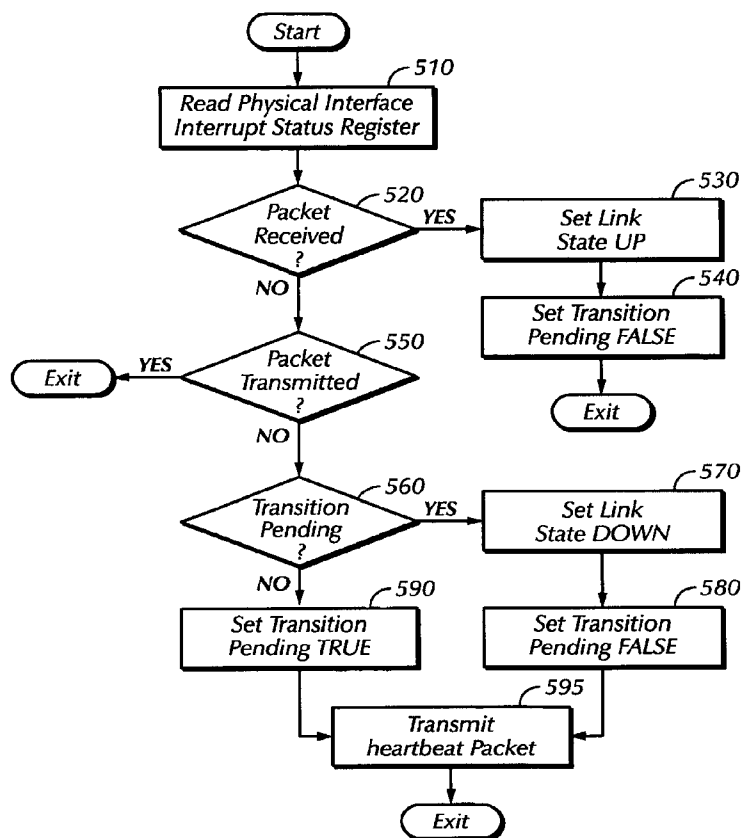 Start
510
Read Physical Interface
Interrupt Status Register
520
Packet
Received
?
YES
NO
530
Set Link
State UP
540
Set Transition
Pending FALSE
Exit
550
Packet
Transmitted
?
YES
Exit
NO
560
Transition
Pending
?
YES
NO
570
Set Link
State DOWN
590
Set Transition
Pending TRUE
580
Set Transition
Pending FALSE
595
Transmit
heartbeat Packet
Exit